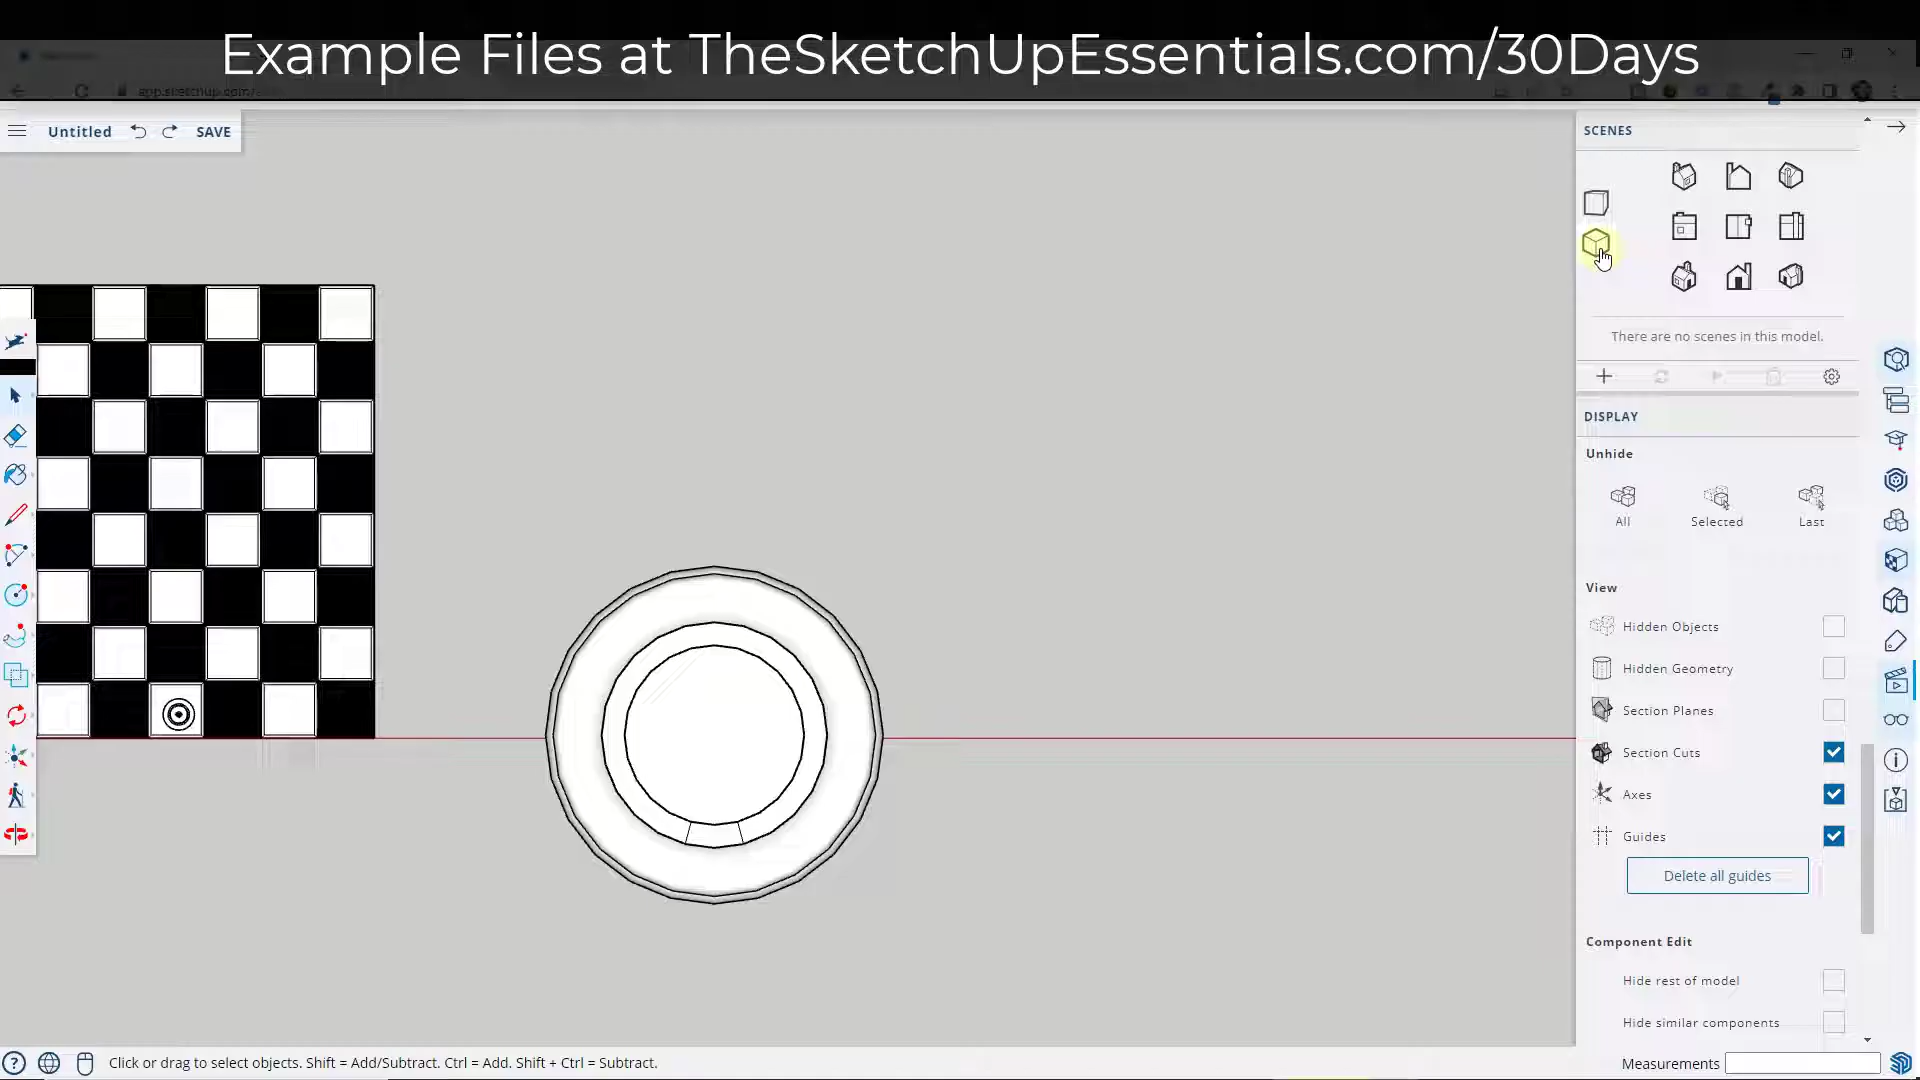 Example Files at TheSketchUpEssentials.com/30Days
app.sketchup.com
Untitled
SAVE
SCENES
There are no scenes in this model.
DISPLAY
Unhide
All
Selected
Last
View
Hidden Objects
Hidden Geometry
Section Planes
Section Cuts
Axes
Guides
Delete all guides
Component Edit
Hide rest of model
Hide similar components
Click or drag to select objects. Shift = Add/Subtract. Ctrl = Add. Shift + Ctrl = Subtract.
Measurements